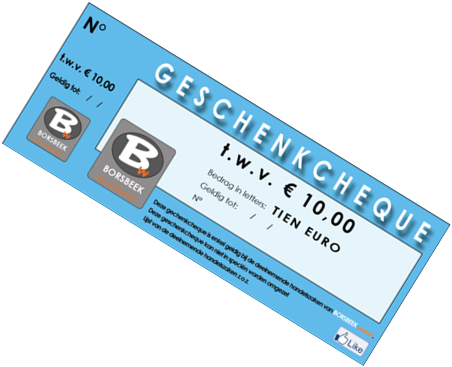 N°
t.w.v. € 10,00
Geldig tot: / /
BORSBEEK
GESCHENKCHEQUE
t.w.v. € 10,00
Bedrag in letters: TIEN EURO
Geldig tot: / /
N°
BORSBEEK
Deze geschenkcheque is enkel geldig bij de deelnemende handelszaken van BORSBEEK
Deze geschenkcheque kan niet in speciën worden omgezet
Lijst van de deelnemende handelszaken z.o.z.
Like